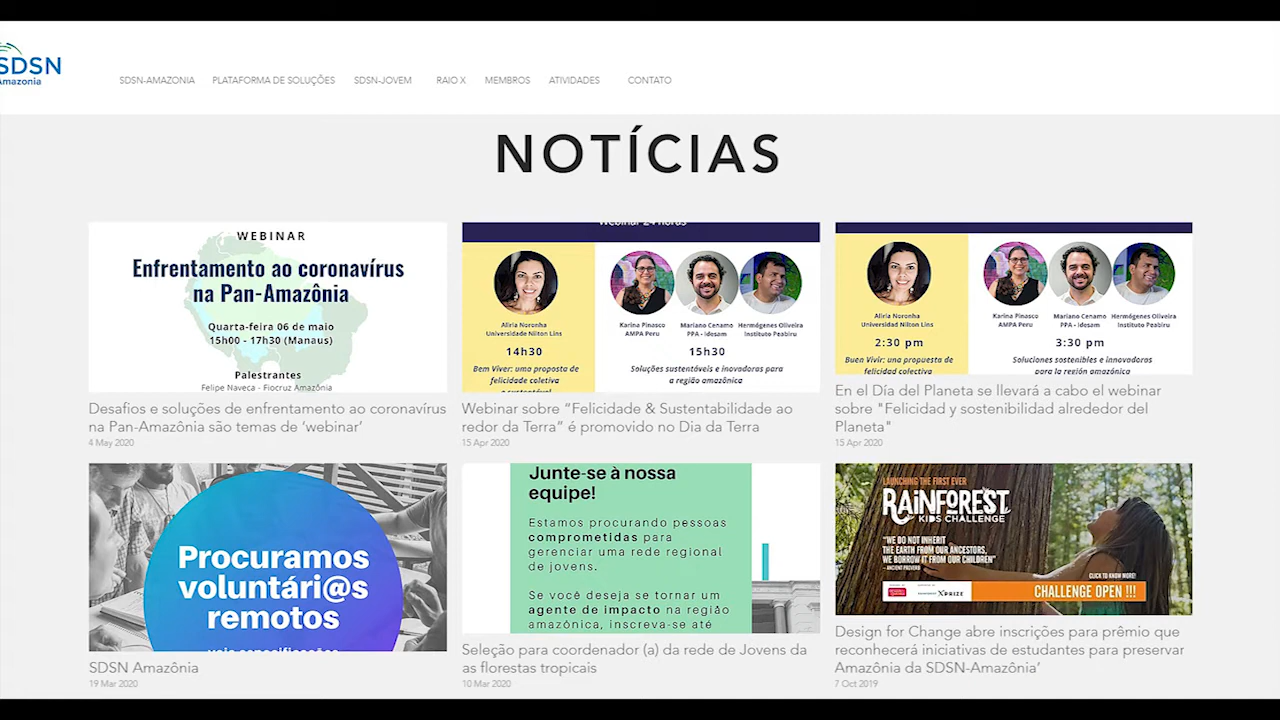 SDSN
Amazonia
SDSN-AMAZONIA PLATAFORMA DE SOLUÇÕES SDSN-JOVEM RAIO X MEMBROS ATIVIDADES CONTATO
NOTÍCIAS
WEBINAR
Enfrentamento ao coronavírus
na Pan-Amazônia
Quarta-feira 06 de maio
15h00 - 17h30 (Manaus)
Palestrantes
Felipe Naveca - Fiocruz Amazônia
Desafios e soluções de enfrentamento ao coronavírus
na Pan-Amazônia são temas de ‘webinar’
4 May 2020
Webinar 24 horas
Aliria Noronha
Universidade Nilton Lins
14h30
Bem Viver: uma proposta de
felicidade coletiva
e sustentável
Karina Pinasco
AMPA Peru
Mariano Cenamo
PPA - Idesam
Hermógenes Oliveira
Instituto Peabiru
15h30
Soluções sustentáveis e inovadoras para
a região amazônica
Webinar sobre “Felicidade & Sustentabilidade ao
redor da Terra” é promovido no Dia da Terra
15 Apr 2020
Aliria Noronha
Universidad Nilton Lins
2:30 pm
Buen Vivir: una propuesta de
felicidad colectiva
Karina Pinasco
AMPA Peru
Mariano Cenamo
PPA - Idesam
Hermógenes Oliveira
Instituto Peabiru
3:30 pm
Soluciones sostenibles e innovadoras
para la región amazónica
En el Día del Planeta se llevará a cabo el webinar
sobre "Felicidad y sostenibilidad alrededor del
Planeta"
15 Apr 2020
Procuramos
voluntári@s
remotos
veja especificações
SDSN Amazônia
19 Mar 2020
Junte-se à nossa
equipe!
Estamos procurando pessoas
comprometidas para
gerenciar uma rede regional
de jovens.
Se você deseja se tornar um
agente de impacto na região
amazônica, inscreva-se até
Seleção para coordenador (a) da rede de Jovens da
as florestas tropicais
10 Mar 2020
LAUNCHING THE FIRST EVER
RAiNFOREST
KIDS CHALLENGE
"WE DO NOT INHERIT
THE EARTH FROM OUR ANCESTORS,
WE BORROW IT FROM OUR CHILDREN"
- ANCIENT PROVERB
XPRIZE
CLICK TO KNOW MORE!
CHALLENGE OPEN !!!
Design for Change abre inscrições para prêmio que
reconhecerá iniciativas de estudantes para preservar
Amazônia da SDSN-Amazônia’
7 Oct 2019